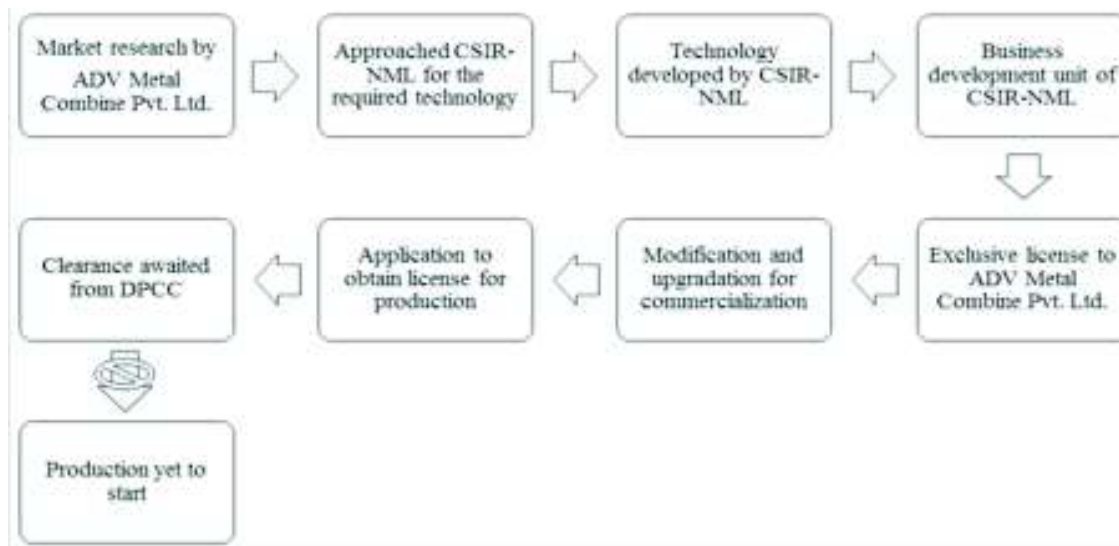 Market research by
ADV Metal
Combine Pvt. Ltd.
Approached CSIR-
NML for the
required technology
Technology
developed by CSIR-
NML
Business
development unit of
CSIR-NML
Clearance awaited
from DPCC
Application to
obtain license for
production
Modification and
upgradation for
commercialization
Exclusive license to
ADV Metal
Combine Pvt. Ltd.
Production yet to
start